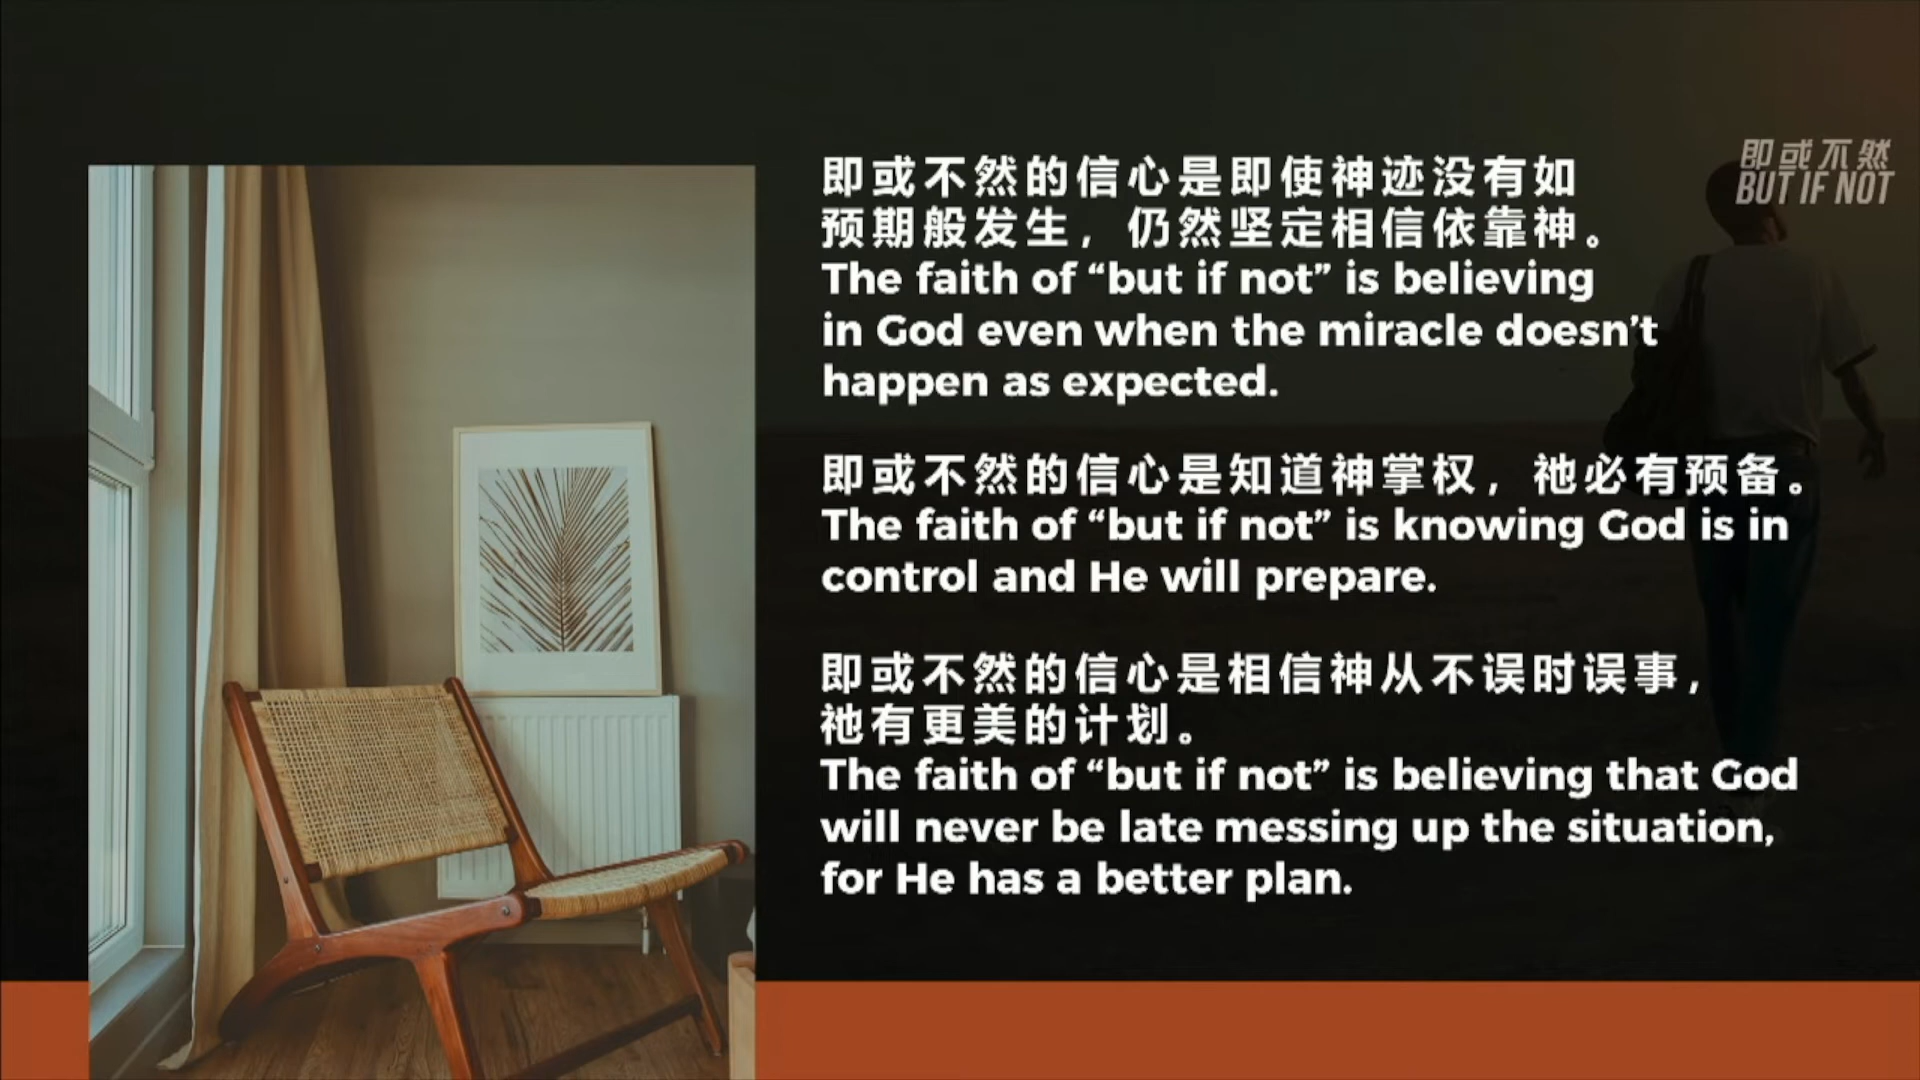 即或不然
BUT IF NOT
即或不然的信心是即使神迹没有如
预期般发生，仍然坚定相信依靠神。
The faith of “but if not” is believing
in God even when the miracle doesn’t
happen as expected.
即或不然的信心是知道神掌权，祂必有预备。
The faith of “but if not” is knowing God is in
control and He will prepare.
即或不然的信心是相信神从不误时误事，
祂有更美的计划。
The faith of “but if not” is believing that God
will never be late messing up the situation,
for He has a better plan.